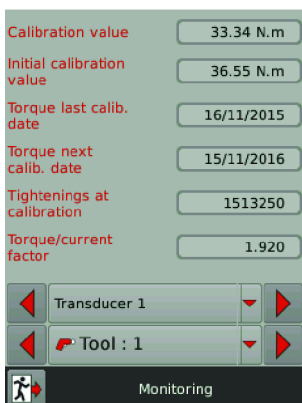 Calibration value 33.34 N.m
Initial calibration
value 36.55 N.m
Torque last calib.
date 16/11/2015
Torque next
calib. date 15/11/2016
Tightenings at
calibration 1513250
Torque/current
factor 1.920
Transducer 1
Tool : 1
Monitoring